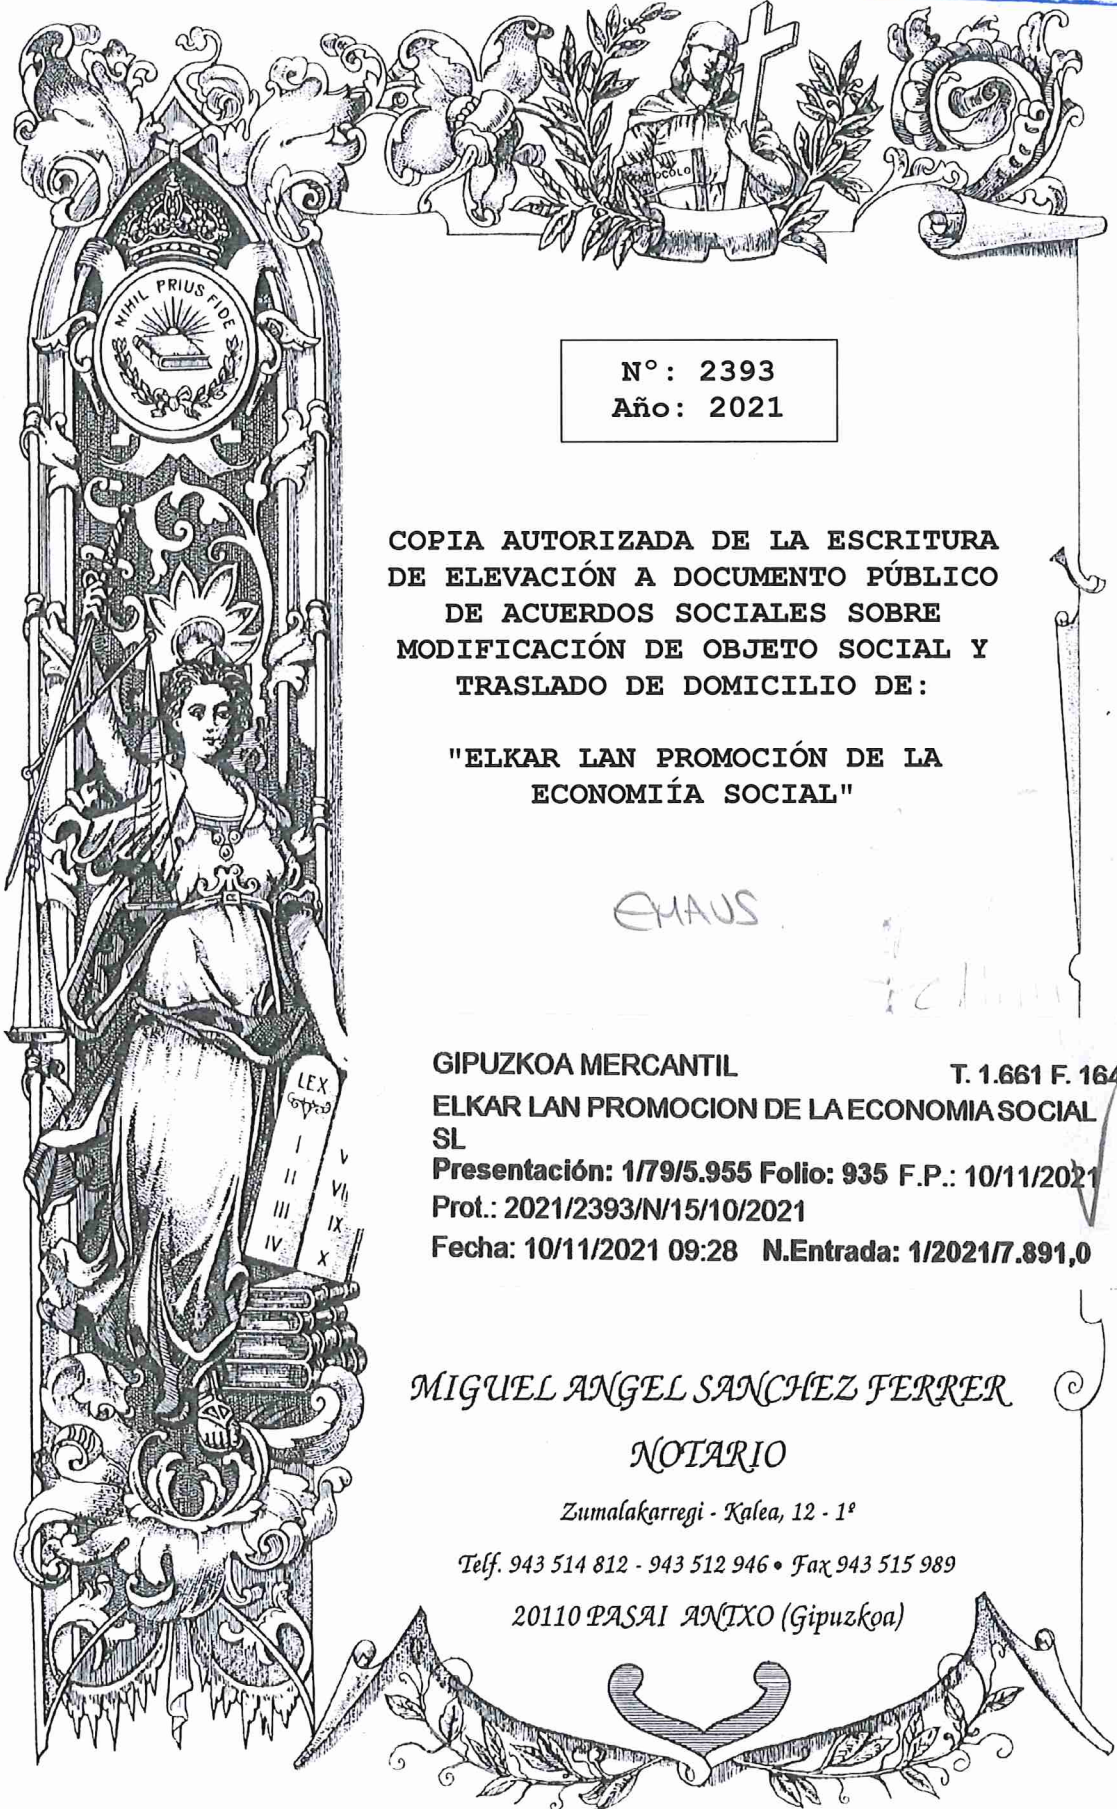 NIHIL PRIUS FIDE
Nº: 2393
Año: 2021
COPIA AUTORIZADA DE LA ESCRITURA
DE ELEVACIÓN A DOCUMENTO PÚBLICO
DE ACUERDOS SOCIALES SOBRE
MODIFICACIÓN DE OBJETO SOCIAL Y
TRASLADO DE DOMICILIO DE:
"ELKAR LAN PROMOCIÓN DE LA
ECONOMIÍA SOCIAL"
EMAUS
GIPUZKOA MERCANTIL T. 1.661 F. 164
ELKAR LAN PROMOCION DE LA ECONOMIA SOCIAL
SL
Presentación: 1/79/5.955 Folio: 935 F.P.: 10/11/2021
Prot.: 2021/2393/N/15/10/2021
Fecha: 10/11/2021 09:28 N.Entrada: 1/2021/7.891,0
LEX
I
II
III
IV
V
VII
IX
X
MIGUEL ANGEL SANCHEZ FERRER
NOTARIO
Zumalakarregi - Kalea, 12 - 1º
Telf. 943 514 812 - 943 512 946 • Fax 943 515 989
20110 PASAI ANTXO (Gipuzkoa)